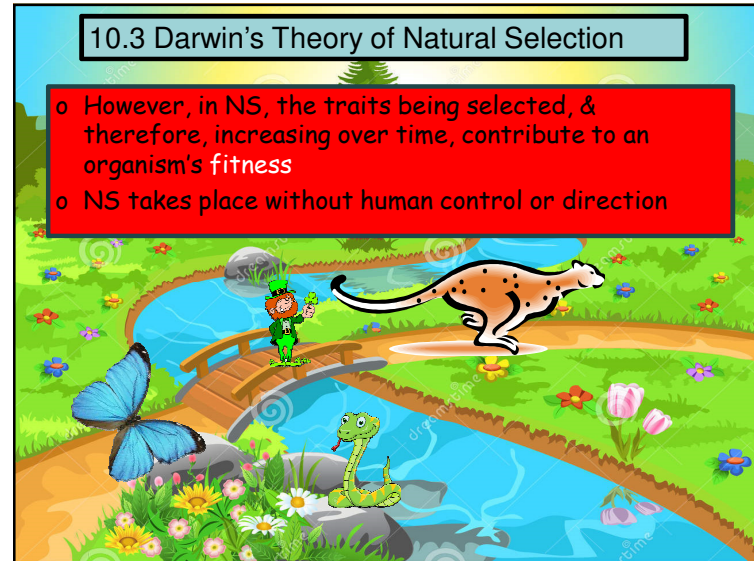 10.3 Darwin's Theory of Natural Selection
o However, in NS, the traits being selected, &
therefore, increasing over time, contribute to an
organism's fitness
o NS takes place without human control or direction
dreamstime